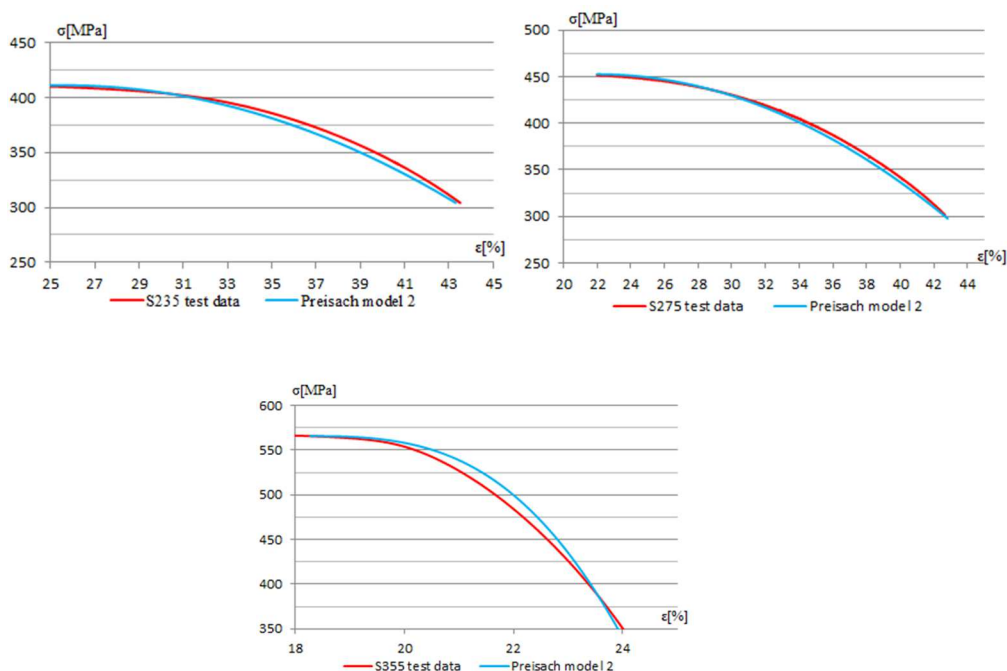 σ[MPa]
450
400
350
300
250
ε[%]
25 27 29 31 33 35 37 39 41 43 45
S235 test data Preisach model 2
σ[MPa]
500
450
400
350
300
250
ε[%]
20 22 24 26 28 30 32 34 36 38 40 42 44
S275 test data Preisach model 2
σ[MPa]
600
550
500
450
400
350
ε[%]
18 20 22 24
S355 test data Preisach model 2